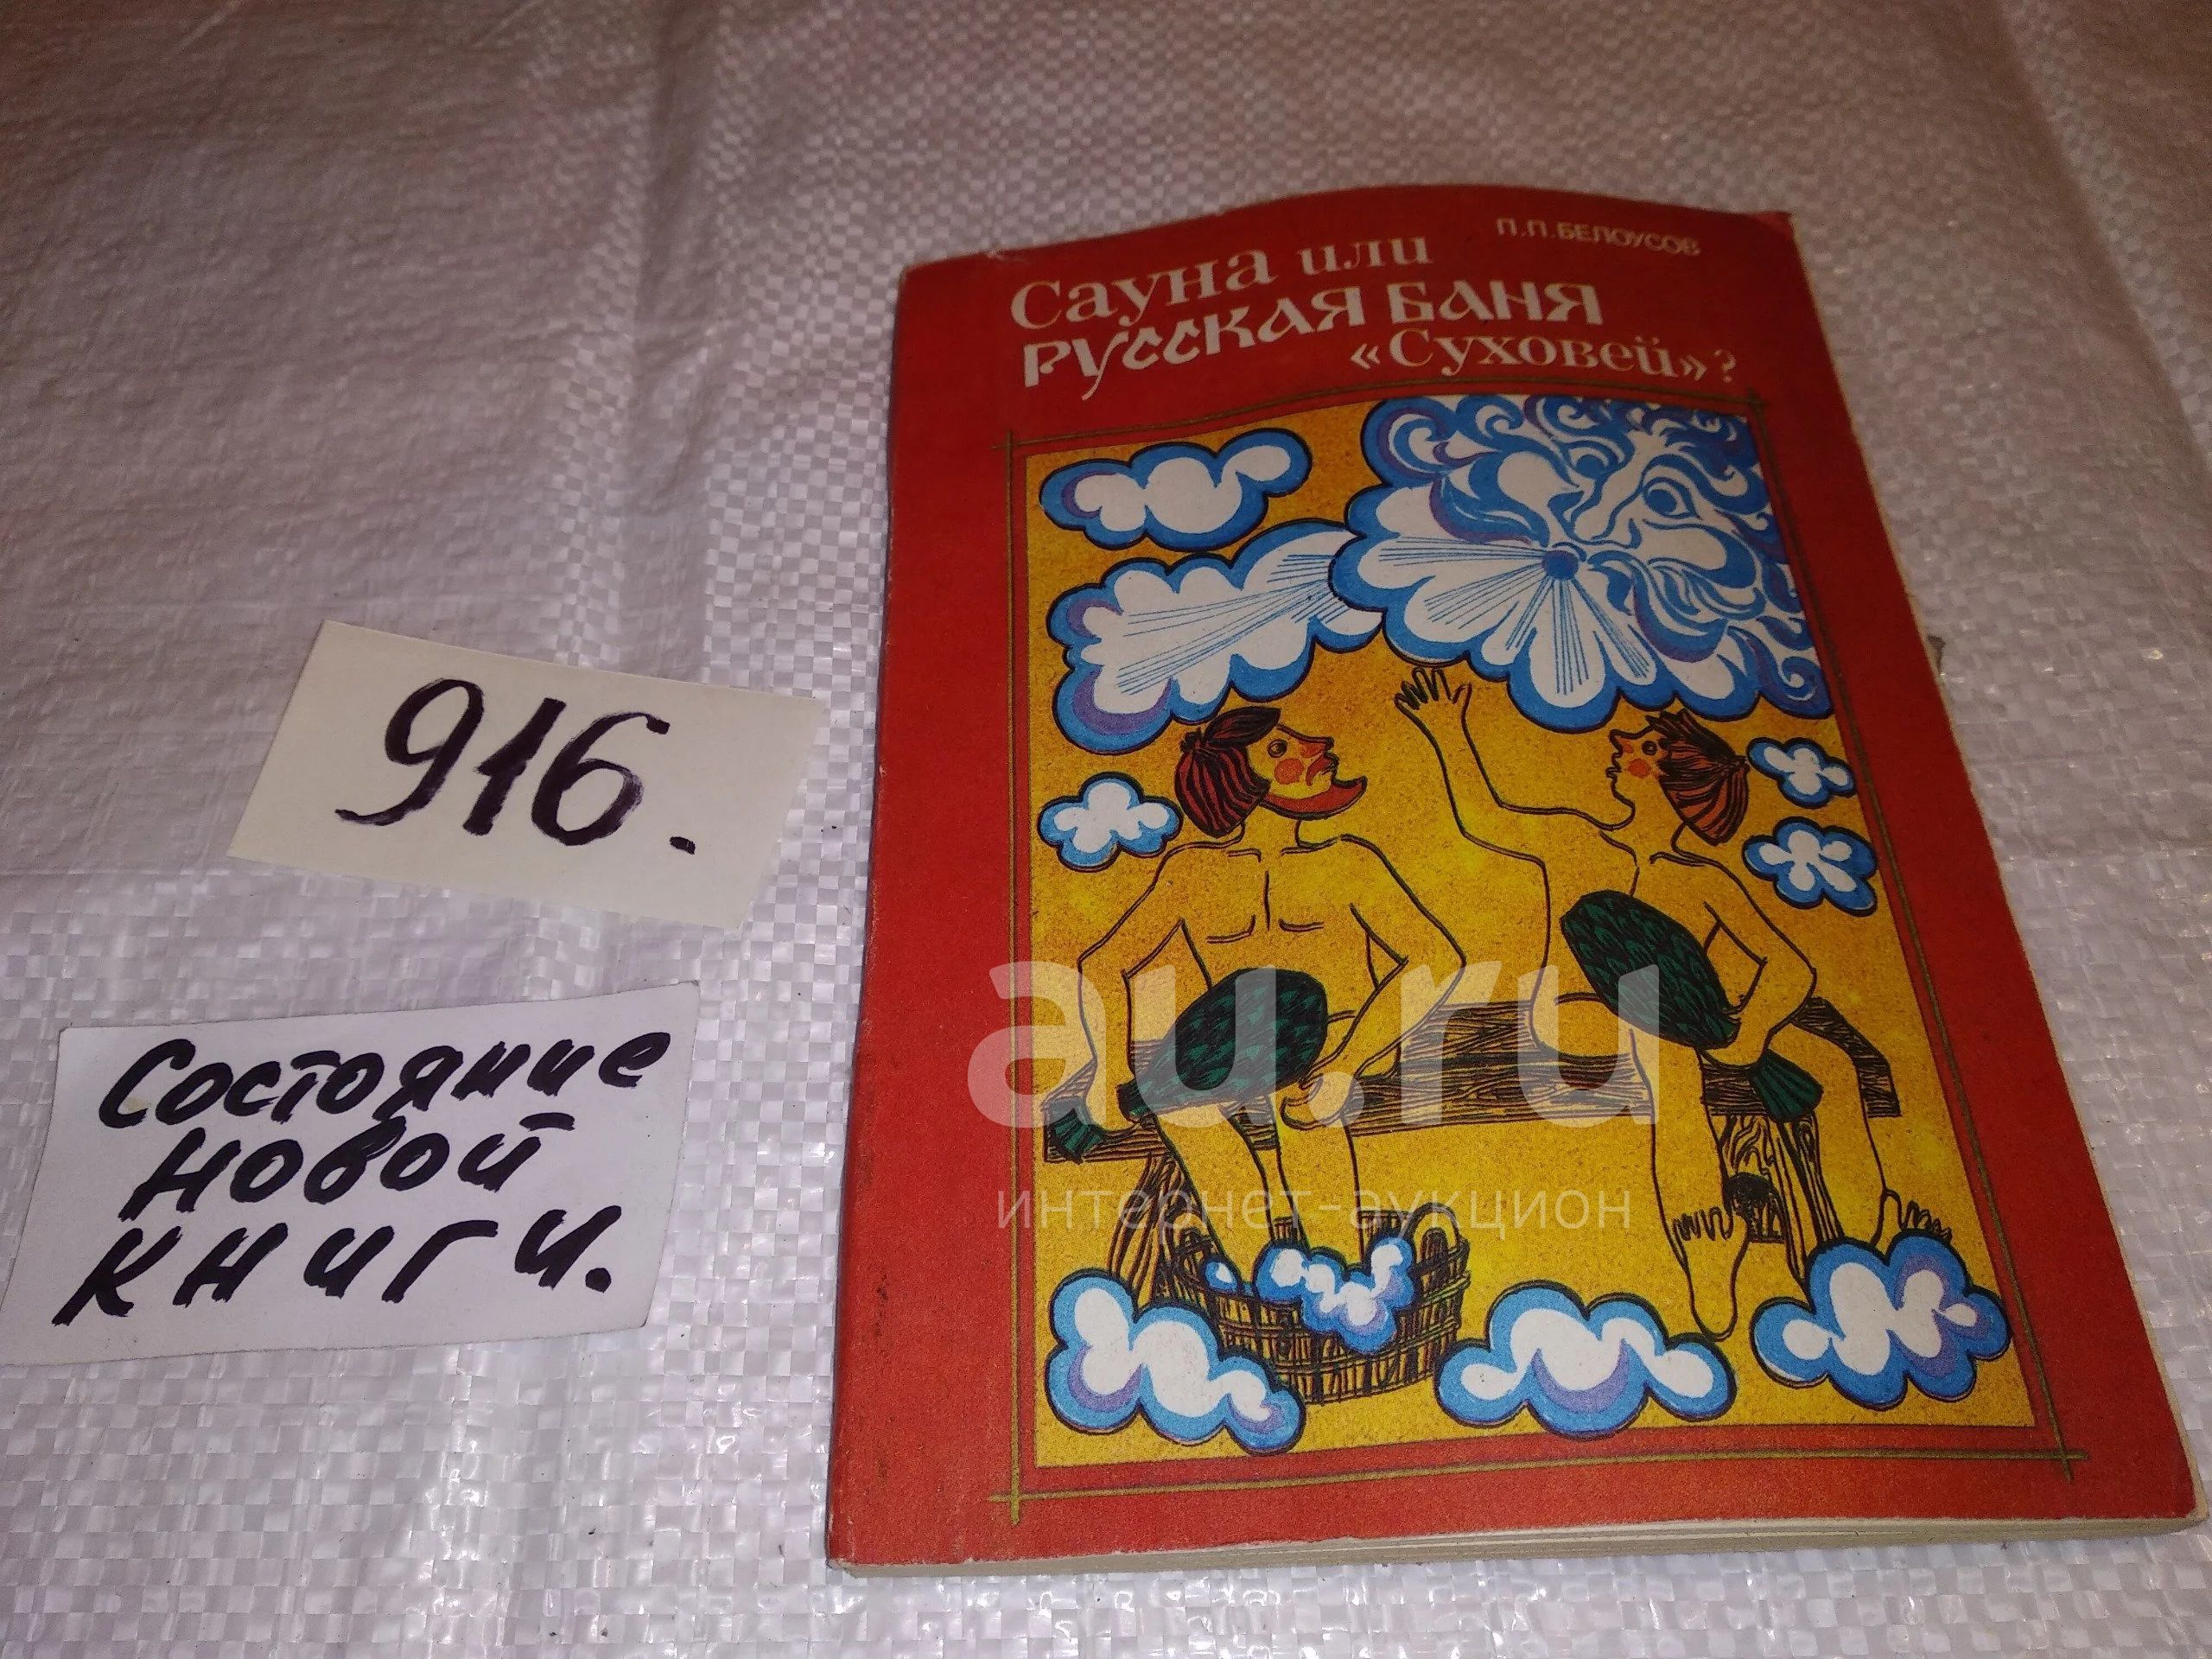 П.П.БЕЛОУСОВ
Сауна или
РУССКАЯ БАНЯ
«Суховей»?
916.
Состояние
новой
книги.
au.ru
интернет-аукцион